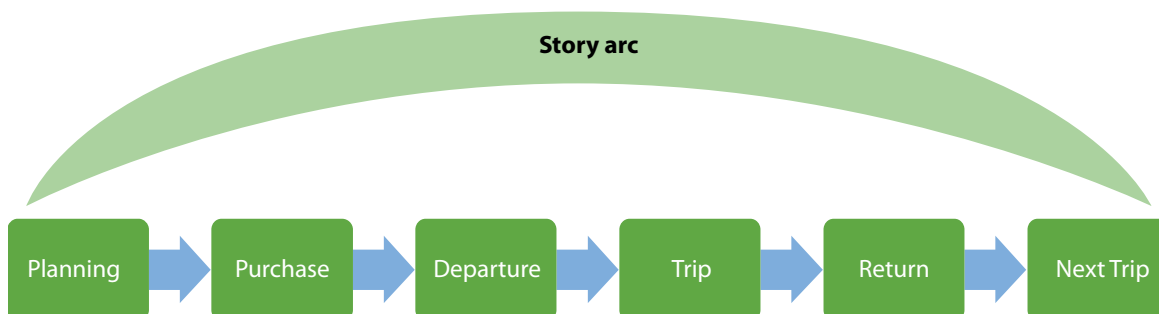 Story arc
Planning
Purchase
Departure
Trip
Return
Next Trip